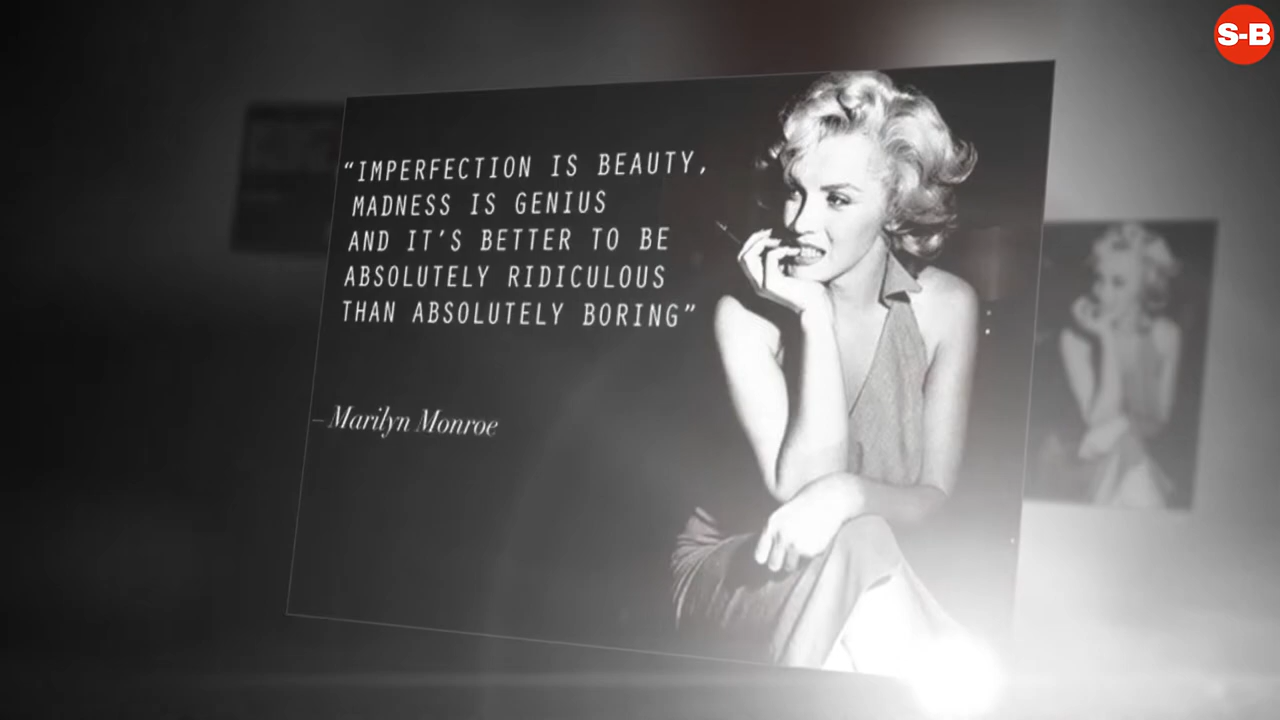 S-B
“IMPERFECTION IS BEAUTY,
MADNESS IS GENIUS
AND IT’S BETTER TO BE
ABSOLUTELY RIDICULOUS
THAN ABSOLUTELY BORING”
– Marilyn Monroe